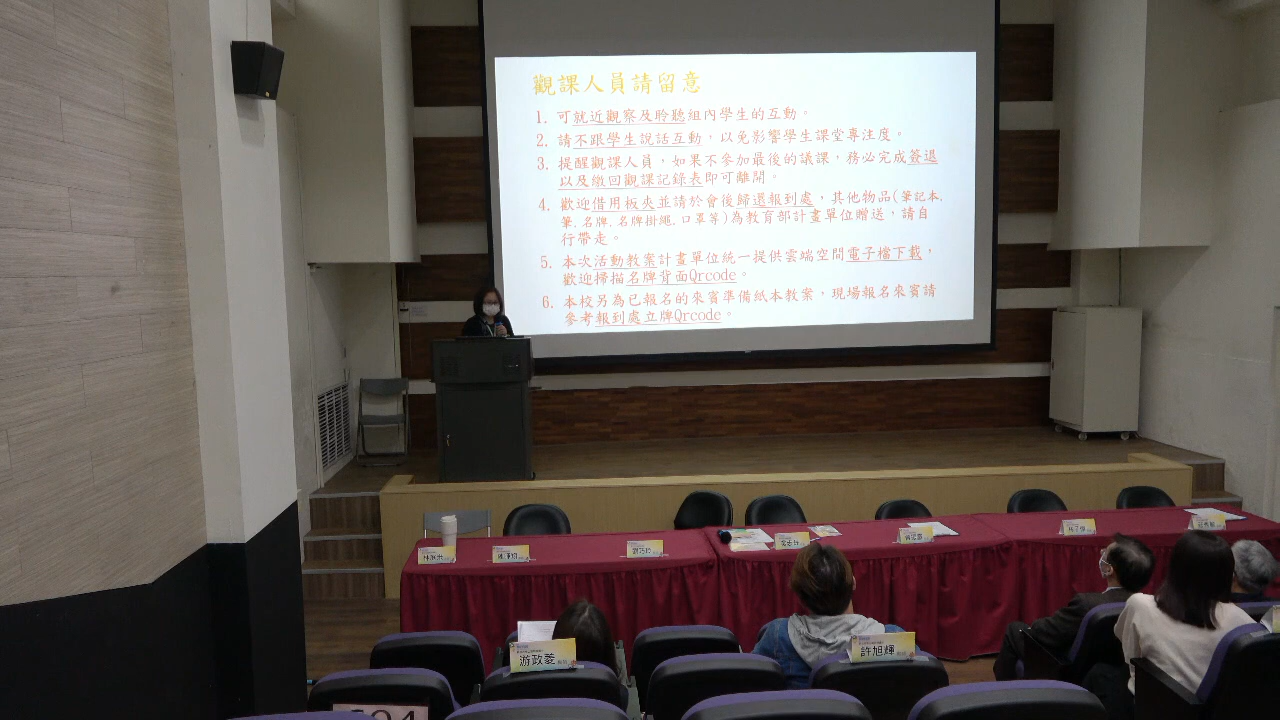 觀課人員請留意
1. 可就近觀察及聆聽組內學生的互動。
2. 請不跟學生說話互動，以免影響學生課堂專注度。
3. 提醒觀課人員，如果不參加最後的議課，務必完成簽退
以及繳回觀課記錄表即可離開。
4. 歡迎借用板夾並請於會後歸還報到處，其他物品(筆記本,
筆,名牌,名牌掛繩,口罩等)為教育部計畫單位贈送，請自
行帶走。
5. 本次活動教案計畫單位統一提供雲端空間電子檔下載，
歡迎掃描名牌背面Qrcode。
6. 本校另為已報名的來賓準備紙本教案，現場報名來賓請
參考報到處立牌Qrcode。
游政菱
許旭輝